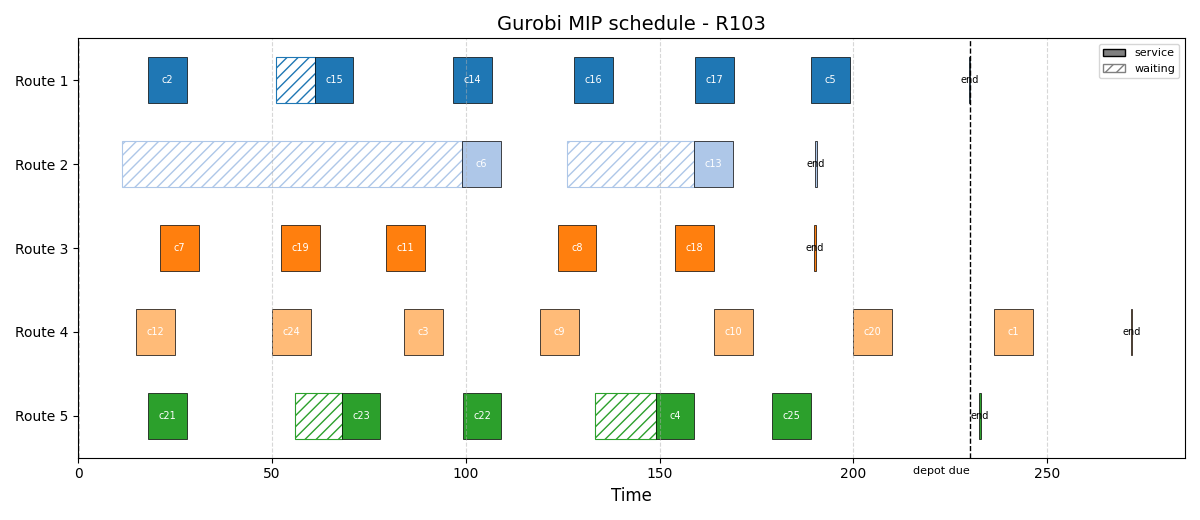 Gurobi MIP schedule - R103
service
waiting
Route 1
c2
c15
c14
c16
c17
c5
end
Route 2
c6
c13
end
Route 3
c7
c19
c11
c8
c18
end
Route 4
c12
c24
c3
c9
c10
c20
c1
end
Route 5
c21
c23
c22
c4
c25
end
depot due
0
50
100
150
200
250
Time